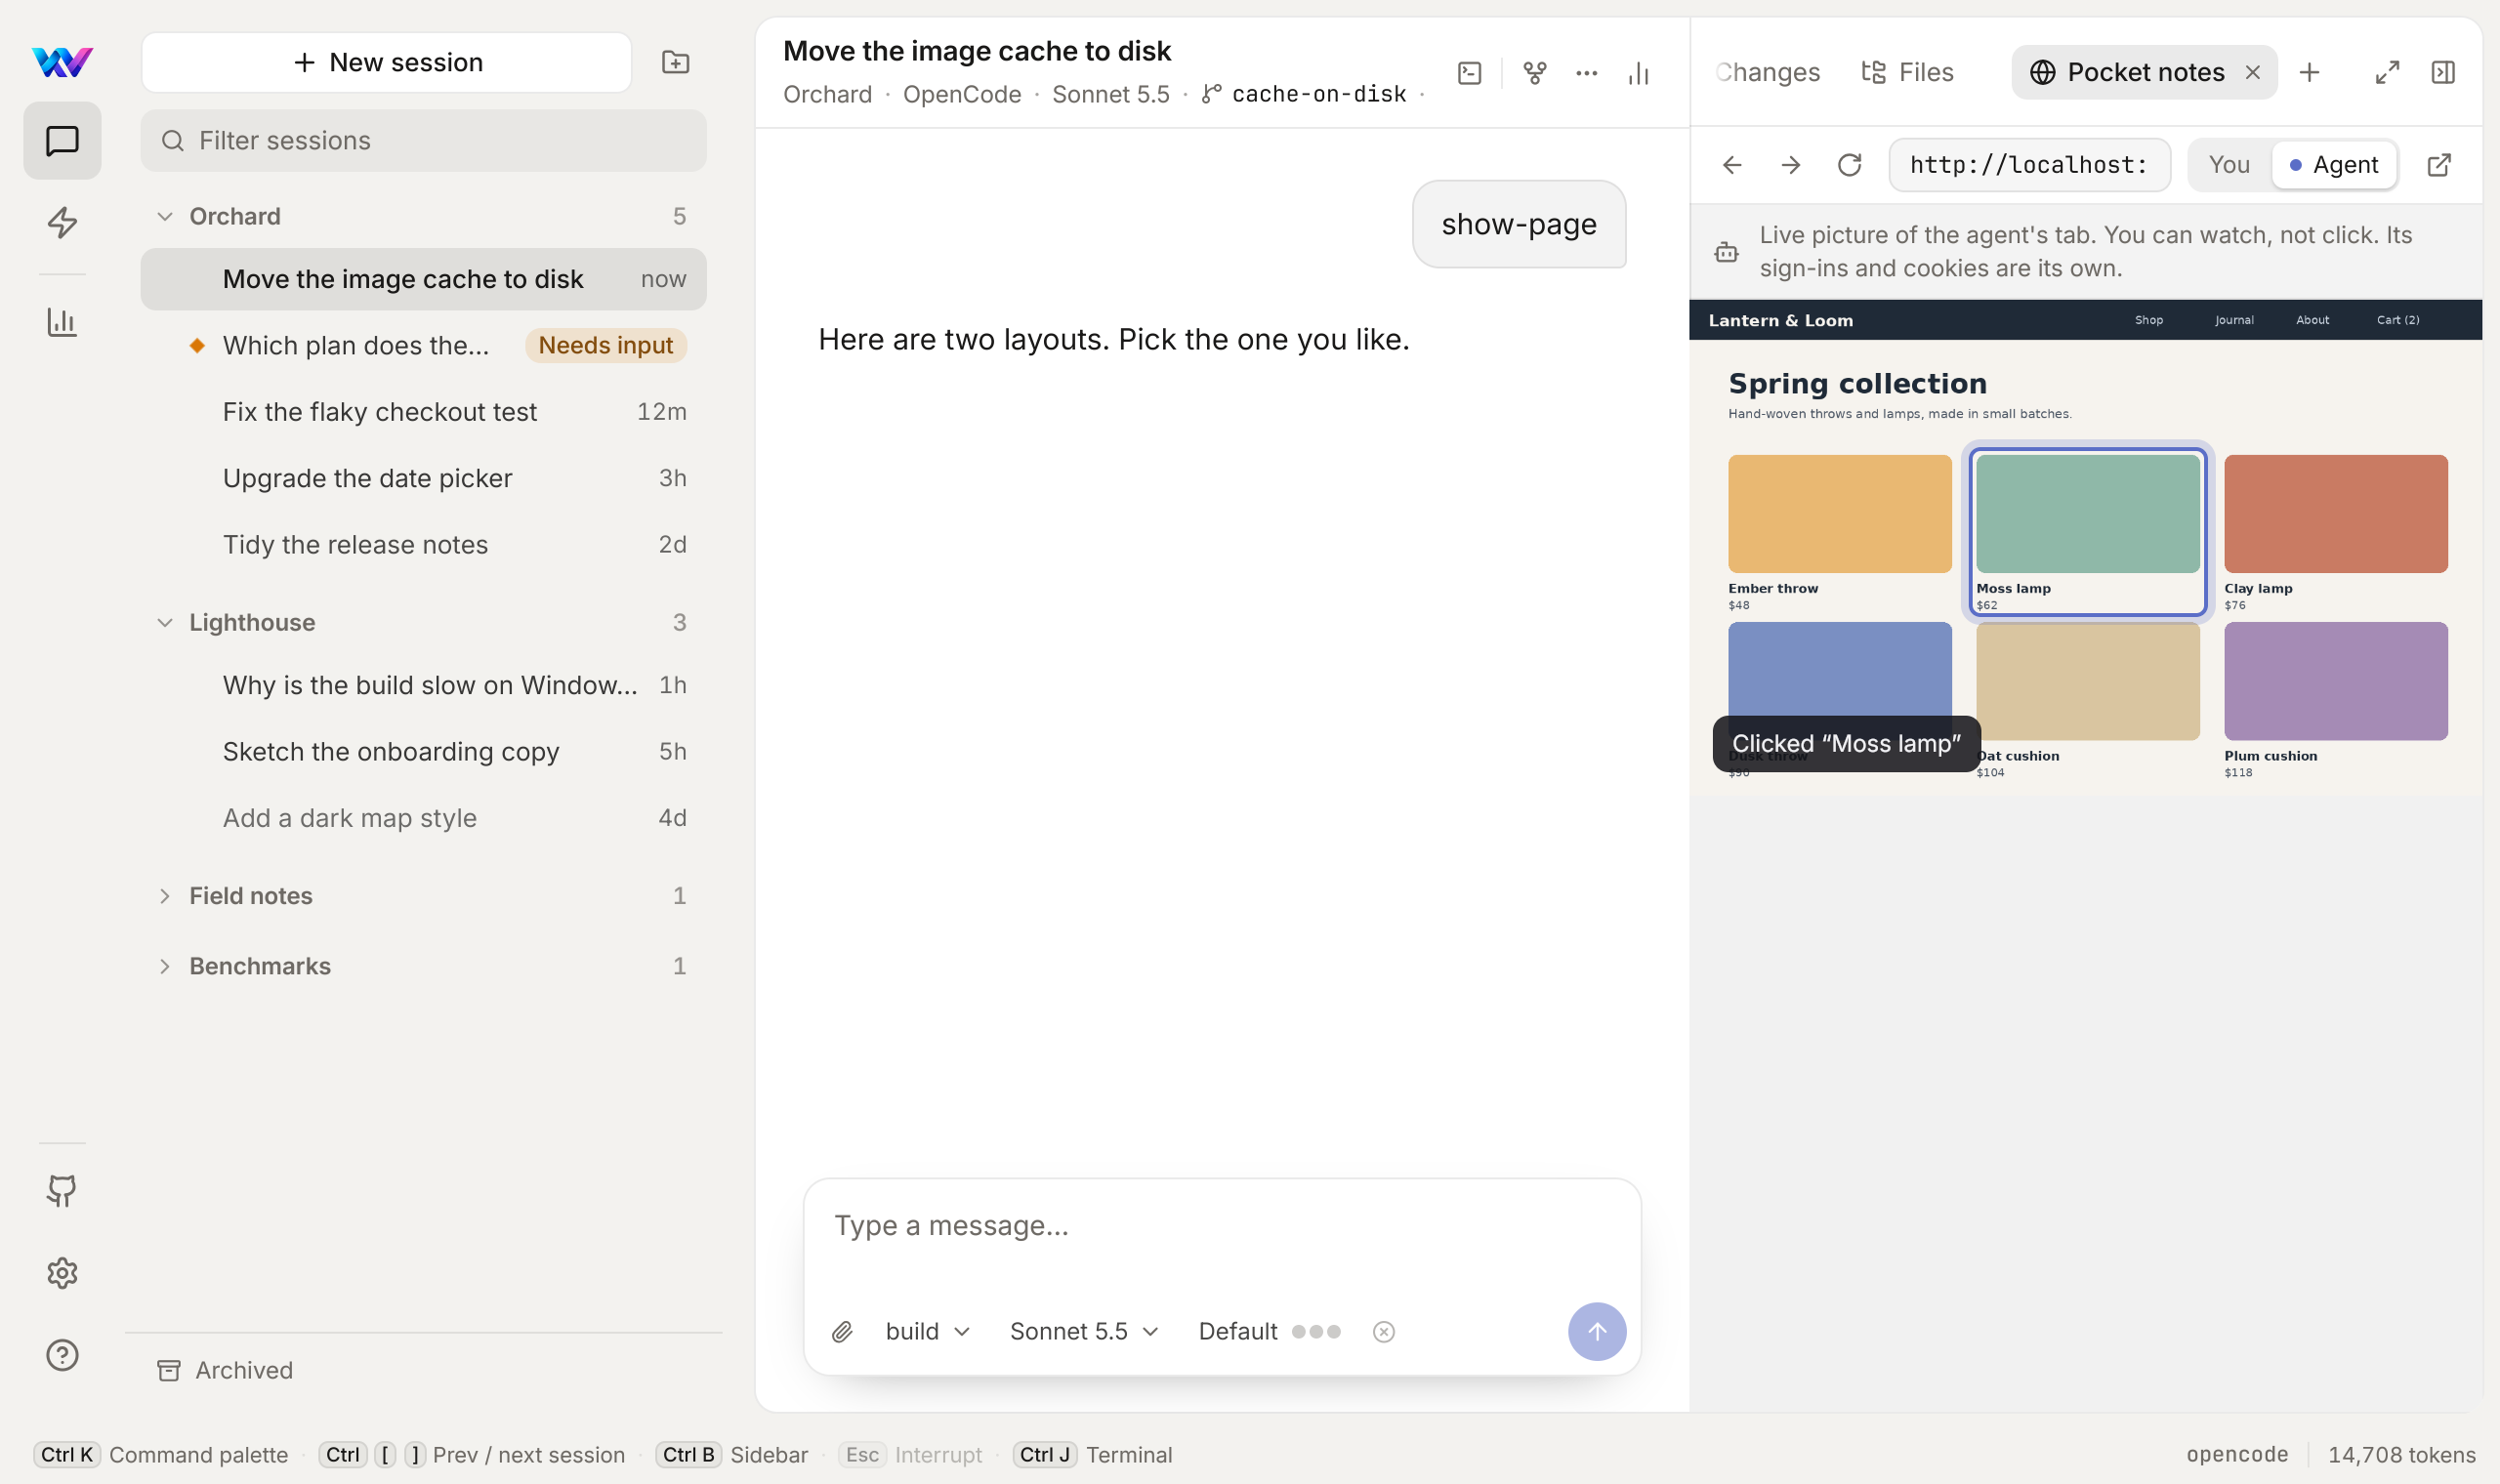 New session
Filter sessions
Orchard 5
Move the image cache to disk now
Which plan does the... Needs input
Fix the flaky checkout test 12m
Upgrade the date picker 3h
Tidy the release notes 2d
Lighthouse 3
Why is the build slow on Window... 1h
Sketch the onboarding copy 5h
Add a dark map style 4d
Field notes 1
Benchmarks 1
Archived
Move the image cache to disk
Orchard · OpenCode · Sonnet 5.5 · cache-on-disk ·
show-page
Here are two layouts. Pick the one you like.
Type a message...
build Sonnet 5.5 Default
Changes Files Pocket notes
http://localhost: You Agent
Live picture of the agent's tab. You can watch, not click. Its
sign-ins and cookies are its own.
Lantern & Loom Shop Journal About Cart (2)
Spring collection
Hand-woven throws and lamps, made in small batches.
Ember throw Moss lamp Clay lamp
$48 $62 $76
Clicked “Moss lamp”
Dusk throw Oat cushion Plum cushion
$90 $104 $118
Ctrl K Command palette · Ctrl [ ] Prev / next session · Ctrl B Sidebar · Esc Interrupt · Ctrl J Terminal
opencode 14,708 tokens